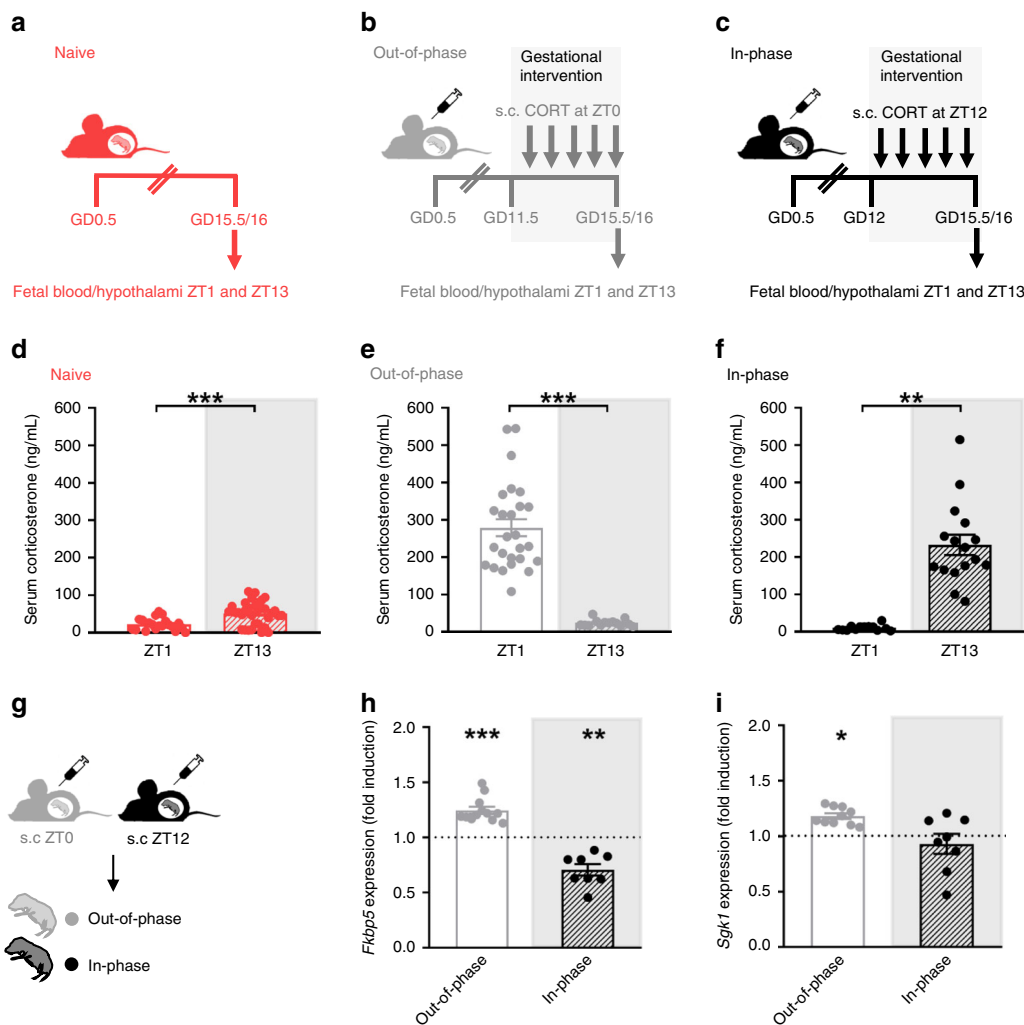 a
Naive
GD0.5
GD15.5/16
Fetal blood/hypothalami ZT1 and ZT13
b
Out-of-phase
Gestational
intervention
s.c. CORT at ZT0
GD0.5
GD11.5
GD15.5/16
Fetal blood/hypothalami ZT1 and ZT13
c
In-phase
Gestational
intervention
s.c. CORT at ZT12
GD0.5
GD12
GD15.5/16
Fetal blood/hypothalami ZT1 and ZT13
d
Naive
Serum corticosterone (ng/mL)
600
500
400
300
200
100
0
***
ZT1
ZT13
e
Out-of-phase
Serum corticosterone (ng/mL)
600
500
400
300
200
100
0
***
ZT1
ZT13
f
In-phase
Serum corticosterone (ng/mL)
600
500
400
300
200
100
0
**
ZT1
ZT13
g
s.c ZT0
s.c ZT12
Out-of-phase
In-phase
h
Fkbp5 expression (fold induction)
2.0
1.5
1.0
0.5
0.0
***
**
Out-of-phase
In-phase
i
Sgk1 expression (fold induction)
2.0
1.5
1.0
0.5
0.0
*
Out-of-phase
In-phase